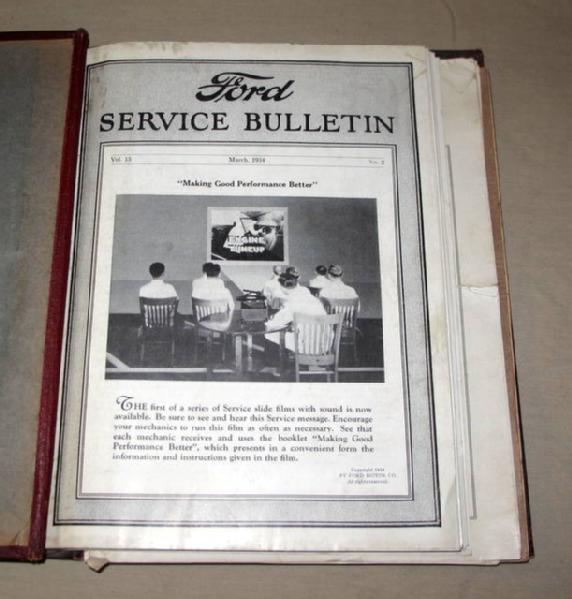 Ford
SERVICE BULLETIN
Vol. 15 March, 1934 No. 2
"Making Good Performance Better"
ENGINE
TUNEUP
THE first of a series of Service slide films with sound is now
available. Be sure to see and hear this Service message. Encourage
your mechanics to run this film as often as necessary. See that
each mechanic receives and uses the booklet "Making Good
Performance Better", which presents in a convenient form the
information and instructions given in the film.
Copyright 1934
BY FORD MOTOR CO.
All rights reserved